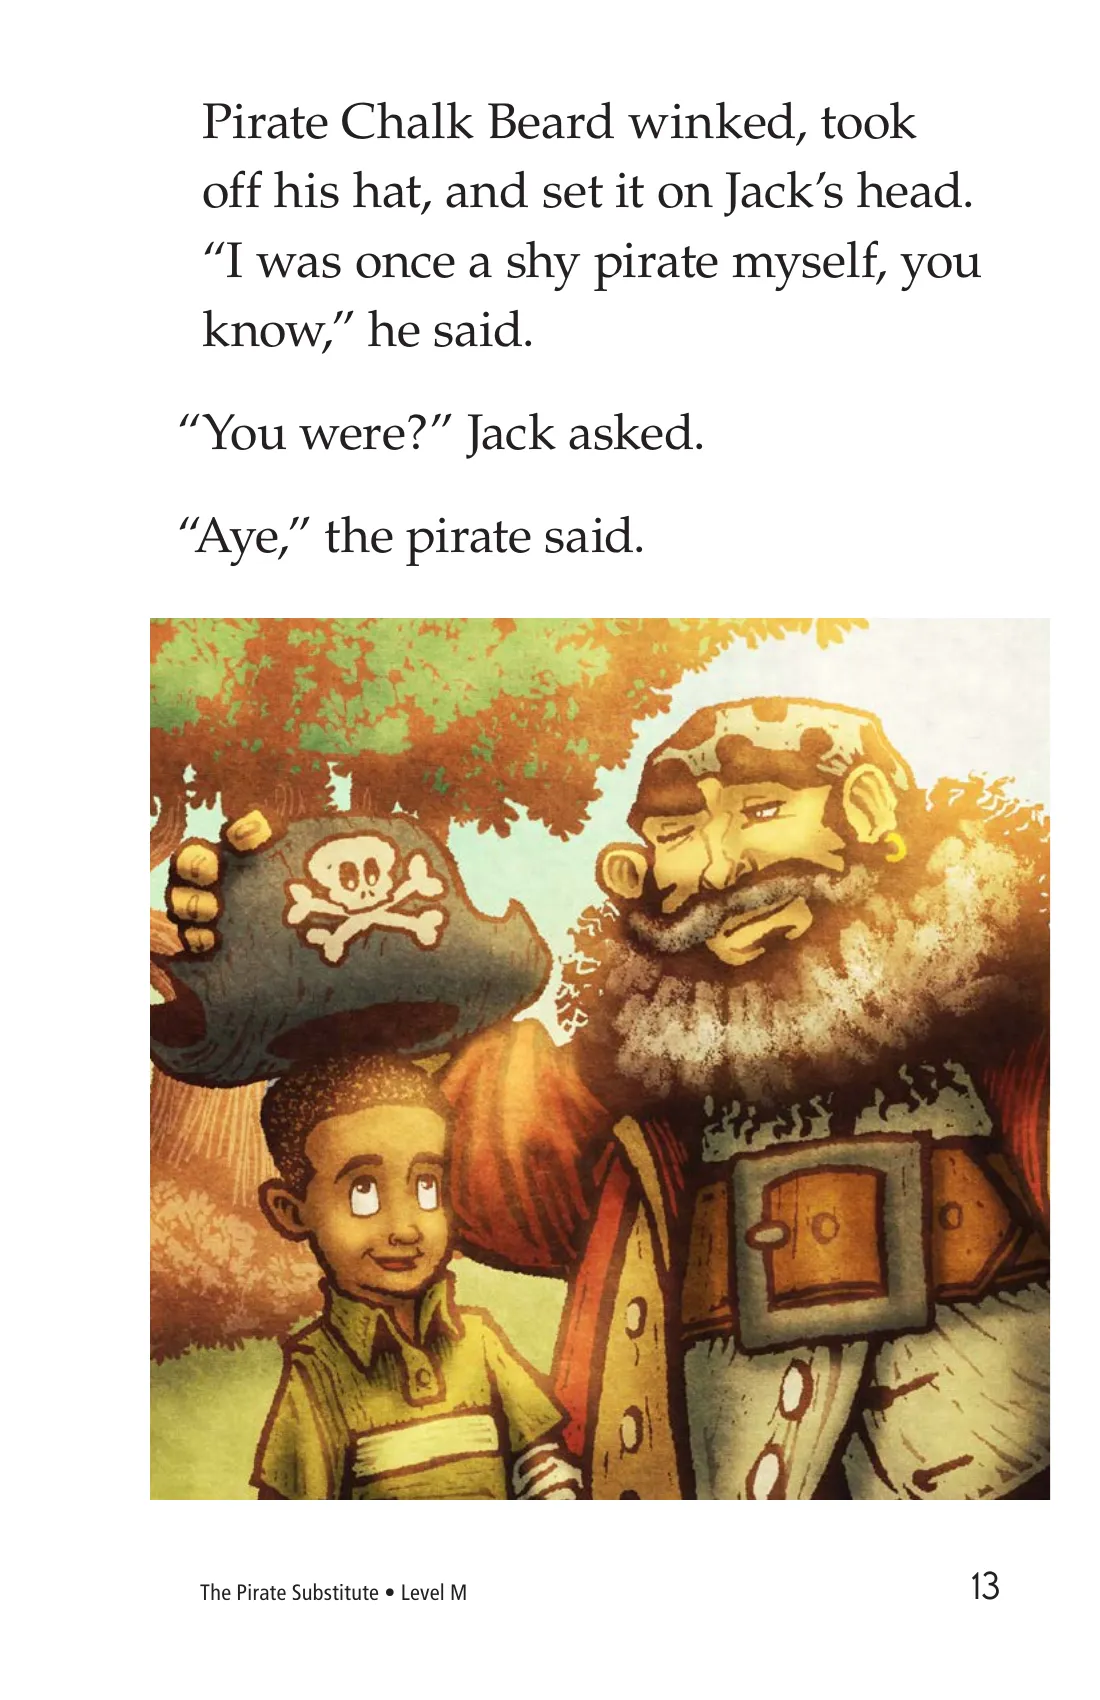 Pirate Chalk Beard winked, took
off his hat, and set it on Jack’s head.
“I was once a shy pirate myself, you
know,” he said.
“You were?” Jack asked.
“Aye,” the pirate said.
The Pirate Substitute • Level M
13